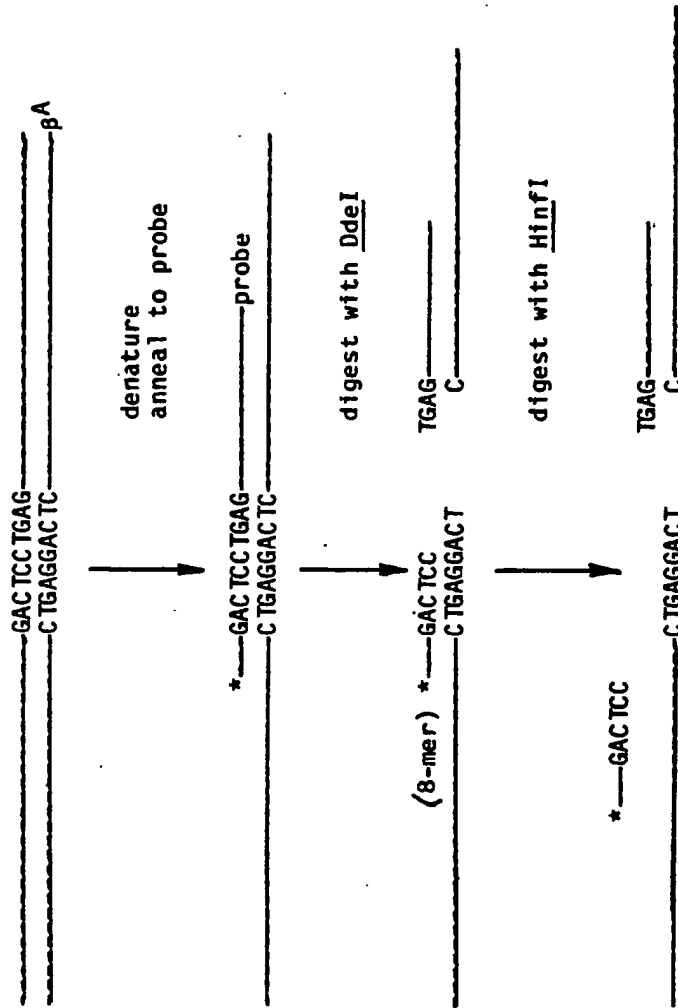 GACTCCTGAG
CTGAGGACTC βA
denature
anneal to probe
*—GACTCCTGAG—probe
CTGAGGACTC
digest with DdeI
(8-mer) *—GACTCC TGAG
CTGAGGACT C
digest with HinfI
*—GACTCC TGAG
CTGAGGACT C